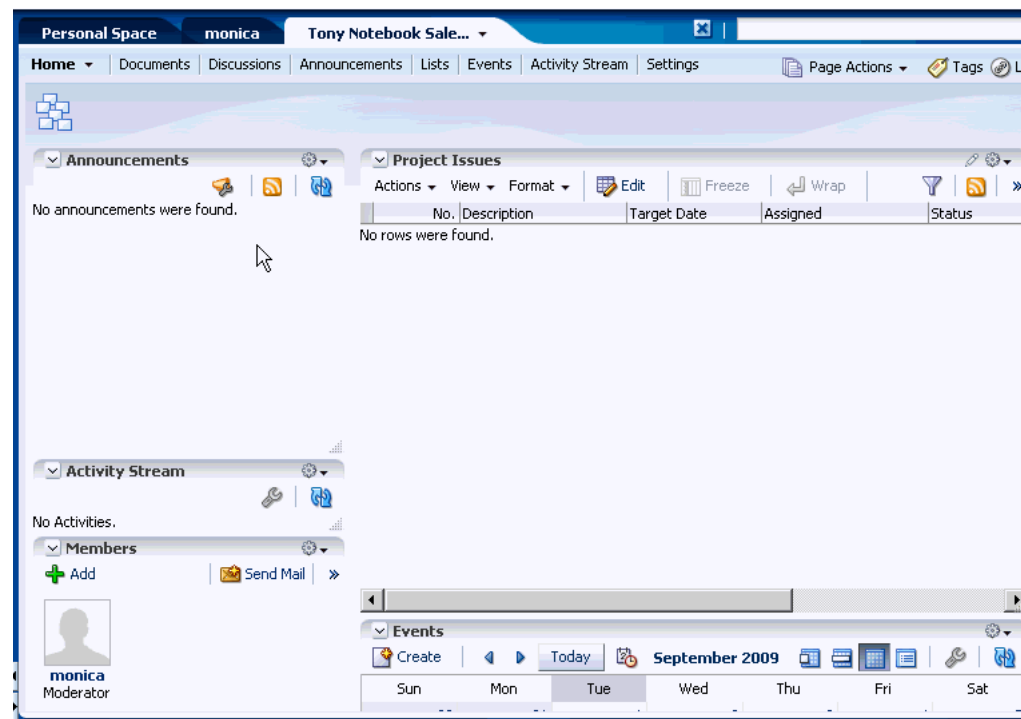 Personal Space monica Tony Notebook Sale...
Home Documents Discussions Announcements Lists Events Activity Stream Settings Page Actions Tags L
Announcements
No announcements were found.
Project Issues
Actions View Format Edit Freeze Wrap »
No. Description Target Date Assigned Status
No rows were found.
Activity Stream
No Activities.
Members
Add Send Mail »
monica
Moderator
Events
Create Today September 2009
Sun Mon Tue Wed Thu Fri Sat